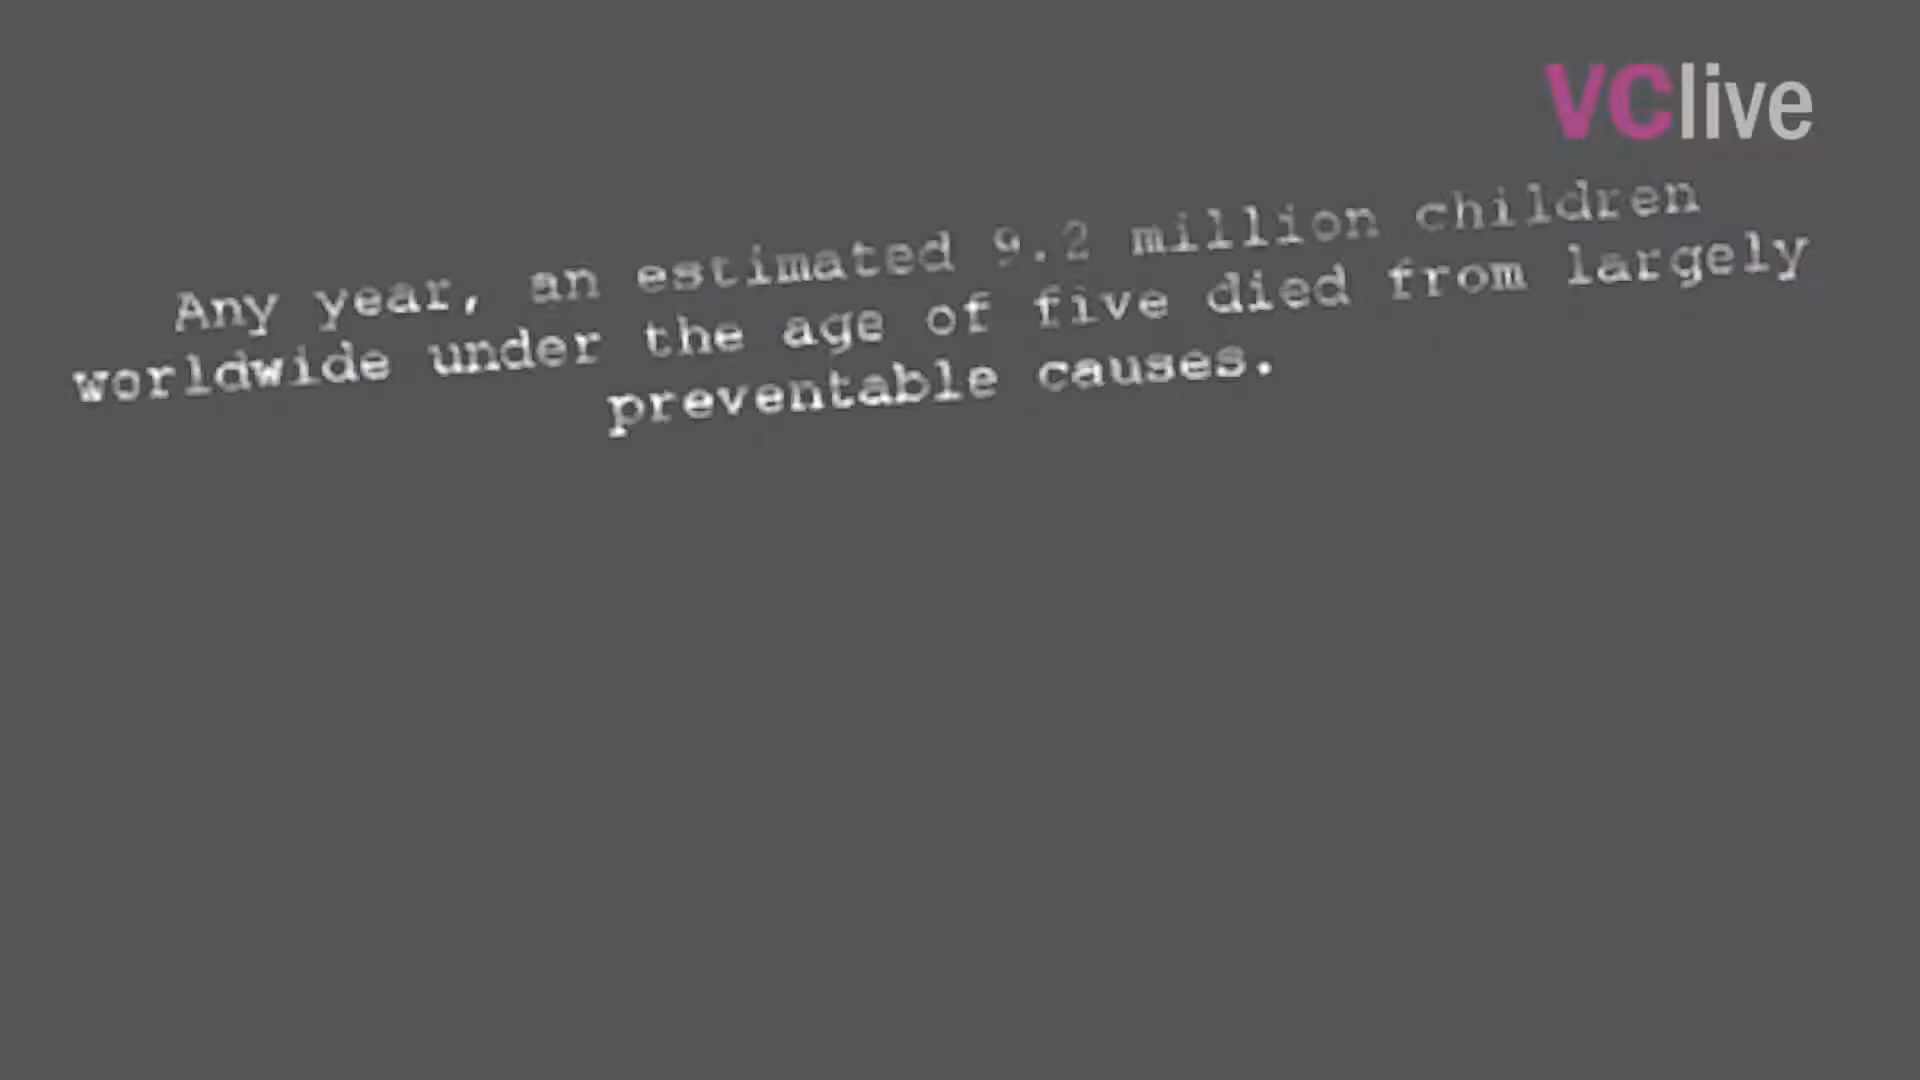 VClive
Any year, an estimated 9.2 million children
worldwide under the age of five died from largely
preventable causes.